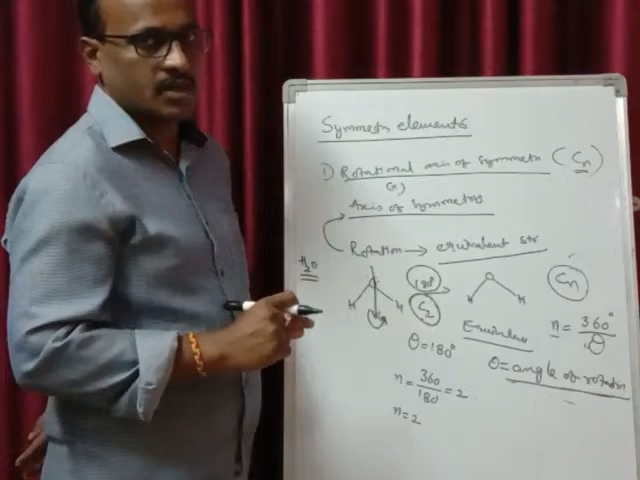 Symmetry elements
1) Rotational axis of symmetry (Cn)
(or)
Axis of symmetry
Rotation → equivalent str
H2O
180°
C2
H H
H
Cn
Equivalent
n = 360° / θ
θ = 180°
θ = angle of rotation
n = 360 / 180 = 2
n = 2